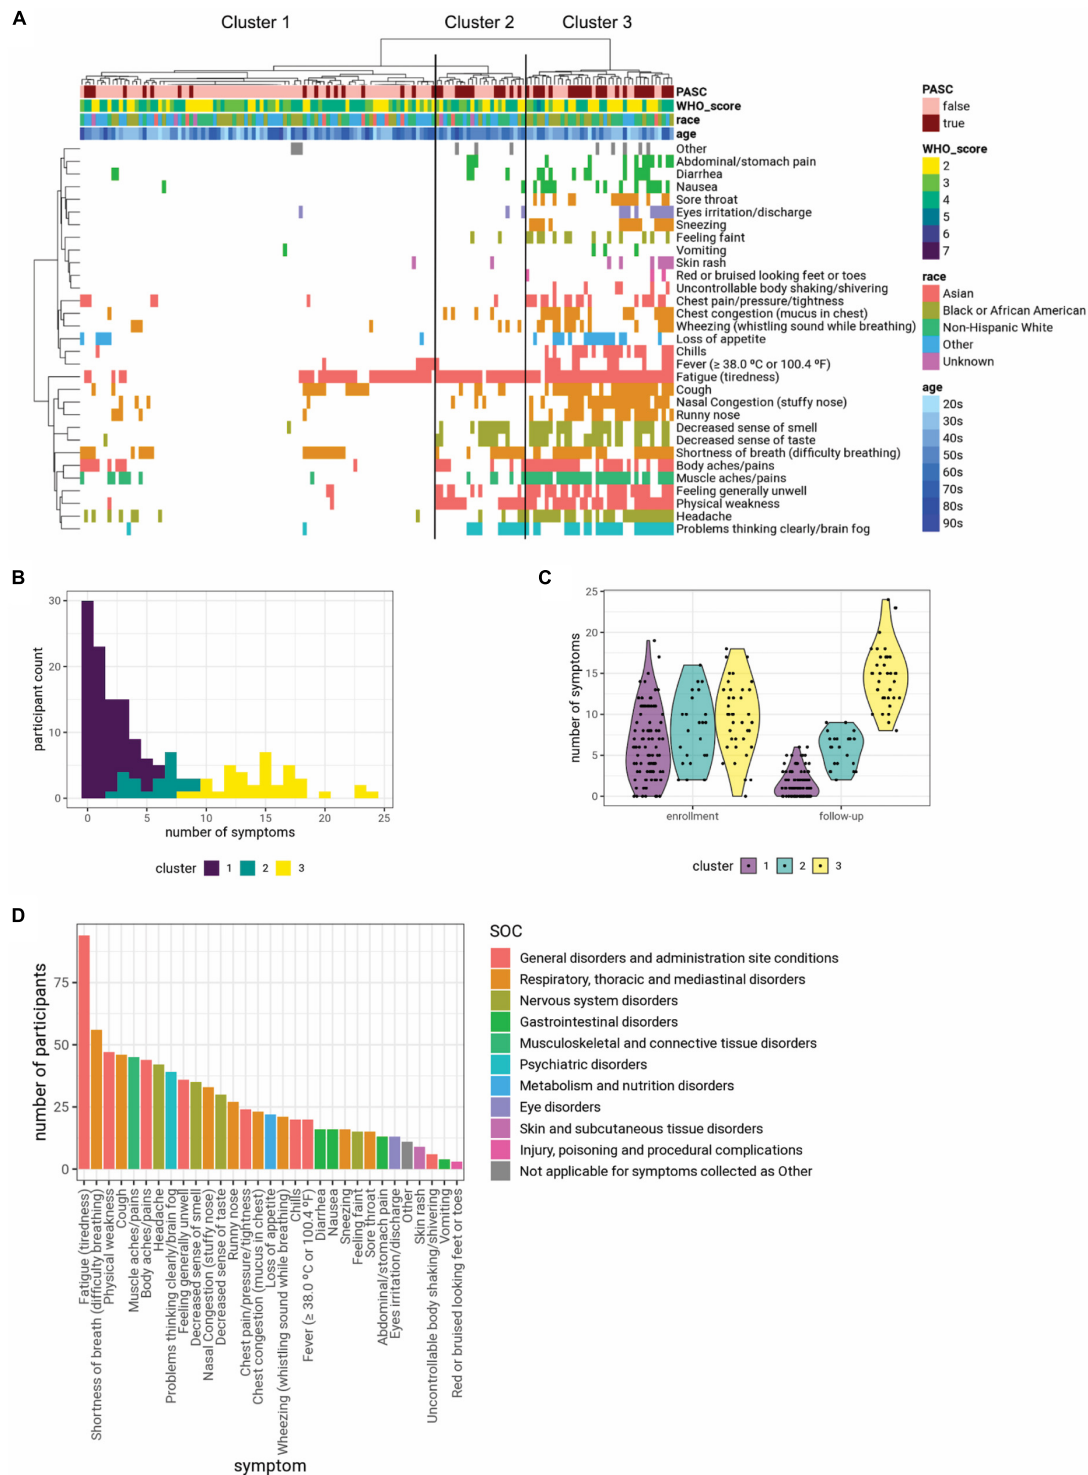 A
Cluster 1
Cluster 2
Cluster 3
PASC
WHO_score
race
age
Other
Abdominal/stomach pain
Diarrhea
Nausea
Sore throat
Eyes irritation/discharge
Sneezing
Feeling faint
Vomiting
Skin rash
Red or bruised looking feet or toes
Uncontrollable body shaking/shivering
Chest pain/pressure/tightness
Chest congestion (mucus in chest)
Wheezing (whistling sound while breathing)
Loss of appetite
Chills
Fever (≥ 38.0 ºC or 100.4 ºF)
Fatigue (tiredness)
Cough
Nasal Congestion (stuffy nose)
Runny nose
Decreased sense of smell
Decreased sense of taste
Shortness of breath (difficulty breathing)
Body aches/pains
Muscle aches/pains
Feeling generally unwell
Physical weakness
Headache
Problems thinking clearly/brain fog
PASC
false
true
WHO_score
2
3
4
5
6
7
race
Asian
Black or African American
Non-Hispanic White
Other
Unknown
age
20s
30s
40s
50s
60s
70s
80s
90s
B
participant count
30
20
10
0
0
5
10
15
20
25
number of symptoms
cluster
1
2
3
C
number of symptoms
25
20
15
10
5
0
enrollment
follow-up
cluster
1
2
3
D
number of participants
75
50
25
0
Fatigue (tiredness)
Shortness of breath (difficulty breathing)
Physical weakness
Cough
Muscle aches/pains
Body aches/pains
Headache
Problems thinking clearly/brain fog
Feeling generally unwell
Decreased sense of smell
Nasal Congestion (stuffy nose)
Decreased sense of taste
Runny nose
Chest pain/pressure/tightness
Chest congestion (mucus in chest)
Loss of appetite
Wheezing (whistling sound while breathing)
Chills
Fever (≥ 38.0 ºC or 100.4 ºF)
Diarrhea
Nausea
Sneezing
Feeling faint
Sore throat
Abdominal/stomach pain
Eyes irritation/discharge
Other
Skin rash
Uncontrollable body shaking/shivering
Vomiting
Red or bruised looking feet or toes
symptom
SOC
General disorders and administration site conditions
Respiratory, thoracic and mediastinal disorders
Nervous system disorders
Gastrointestinal disorders
Musculoskeletal and connective tissue disorders
Psychiatric disorders
Metabolism and nutrition disorders
Eye disorders
Skin and subcutaneous tissue disorders
Injury, poisoning and procedural complications
Not applicable for symptoms collected as Other